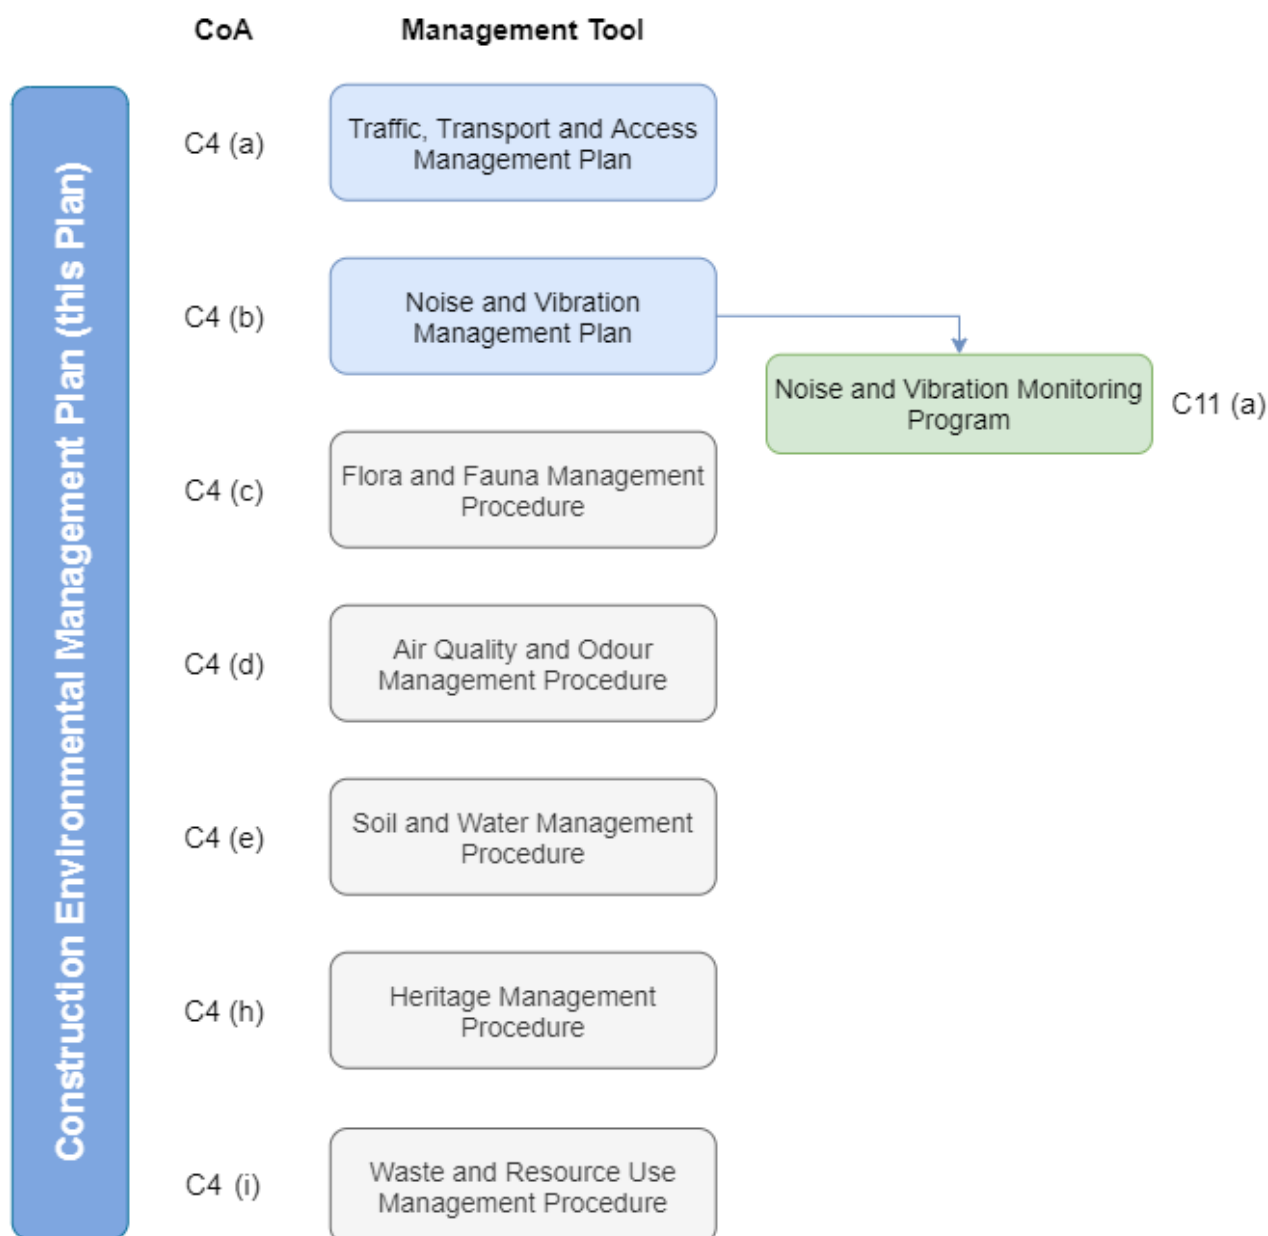 CoA
Management Tool
Construction Environmental Management Plan (this Plan)
C4 (a)
Traffic, Transport and Access
Management Plan
C4 (b)
Noise and Vibration
Management Plan
Noise and Vibration Monitoring
Program
C11 (a)
C4 (c)
Flora and Fauna Management
Procedure
C4 (d)
Air Quality and Odour
Management Procedure
C4 (e)
Soil and Water Management
Procedure
C4 (h)
Heritage Management
Procedure
C4 (i)
Waste and Resource Use
Management Procedure